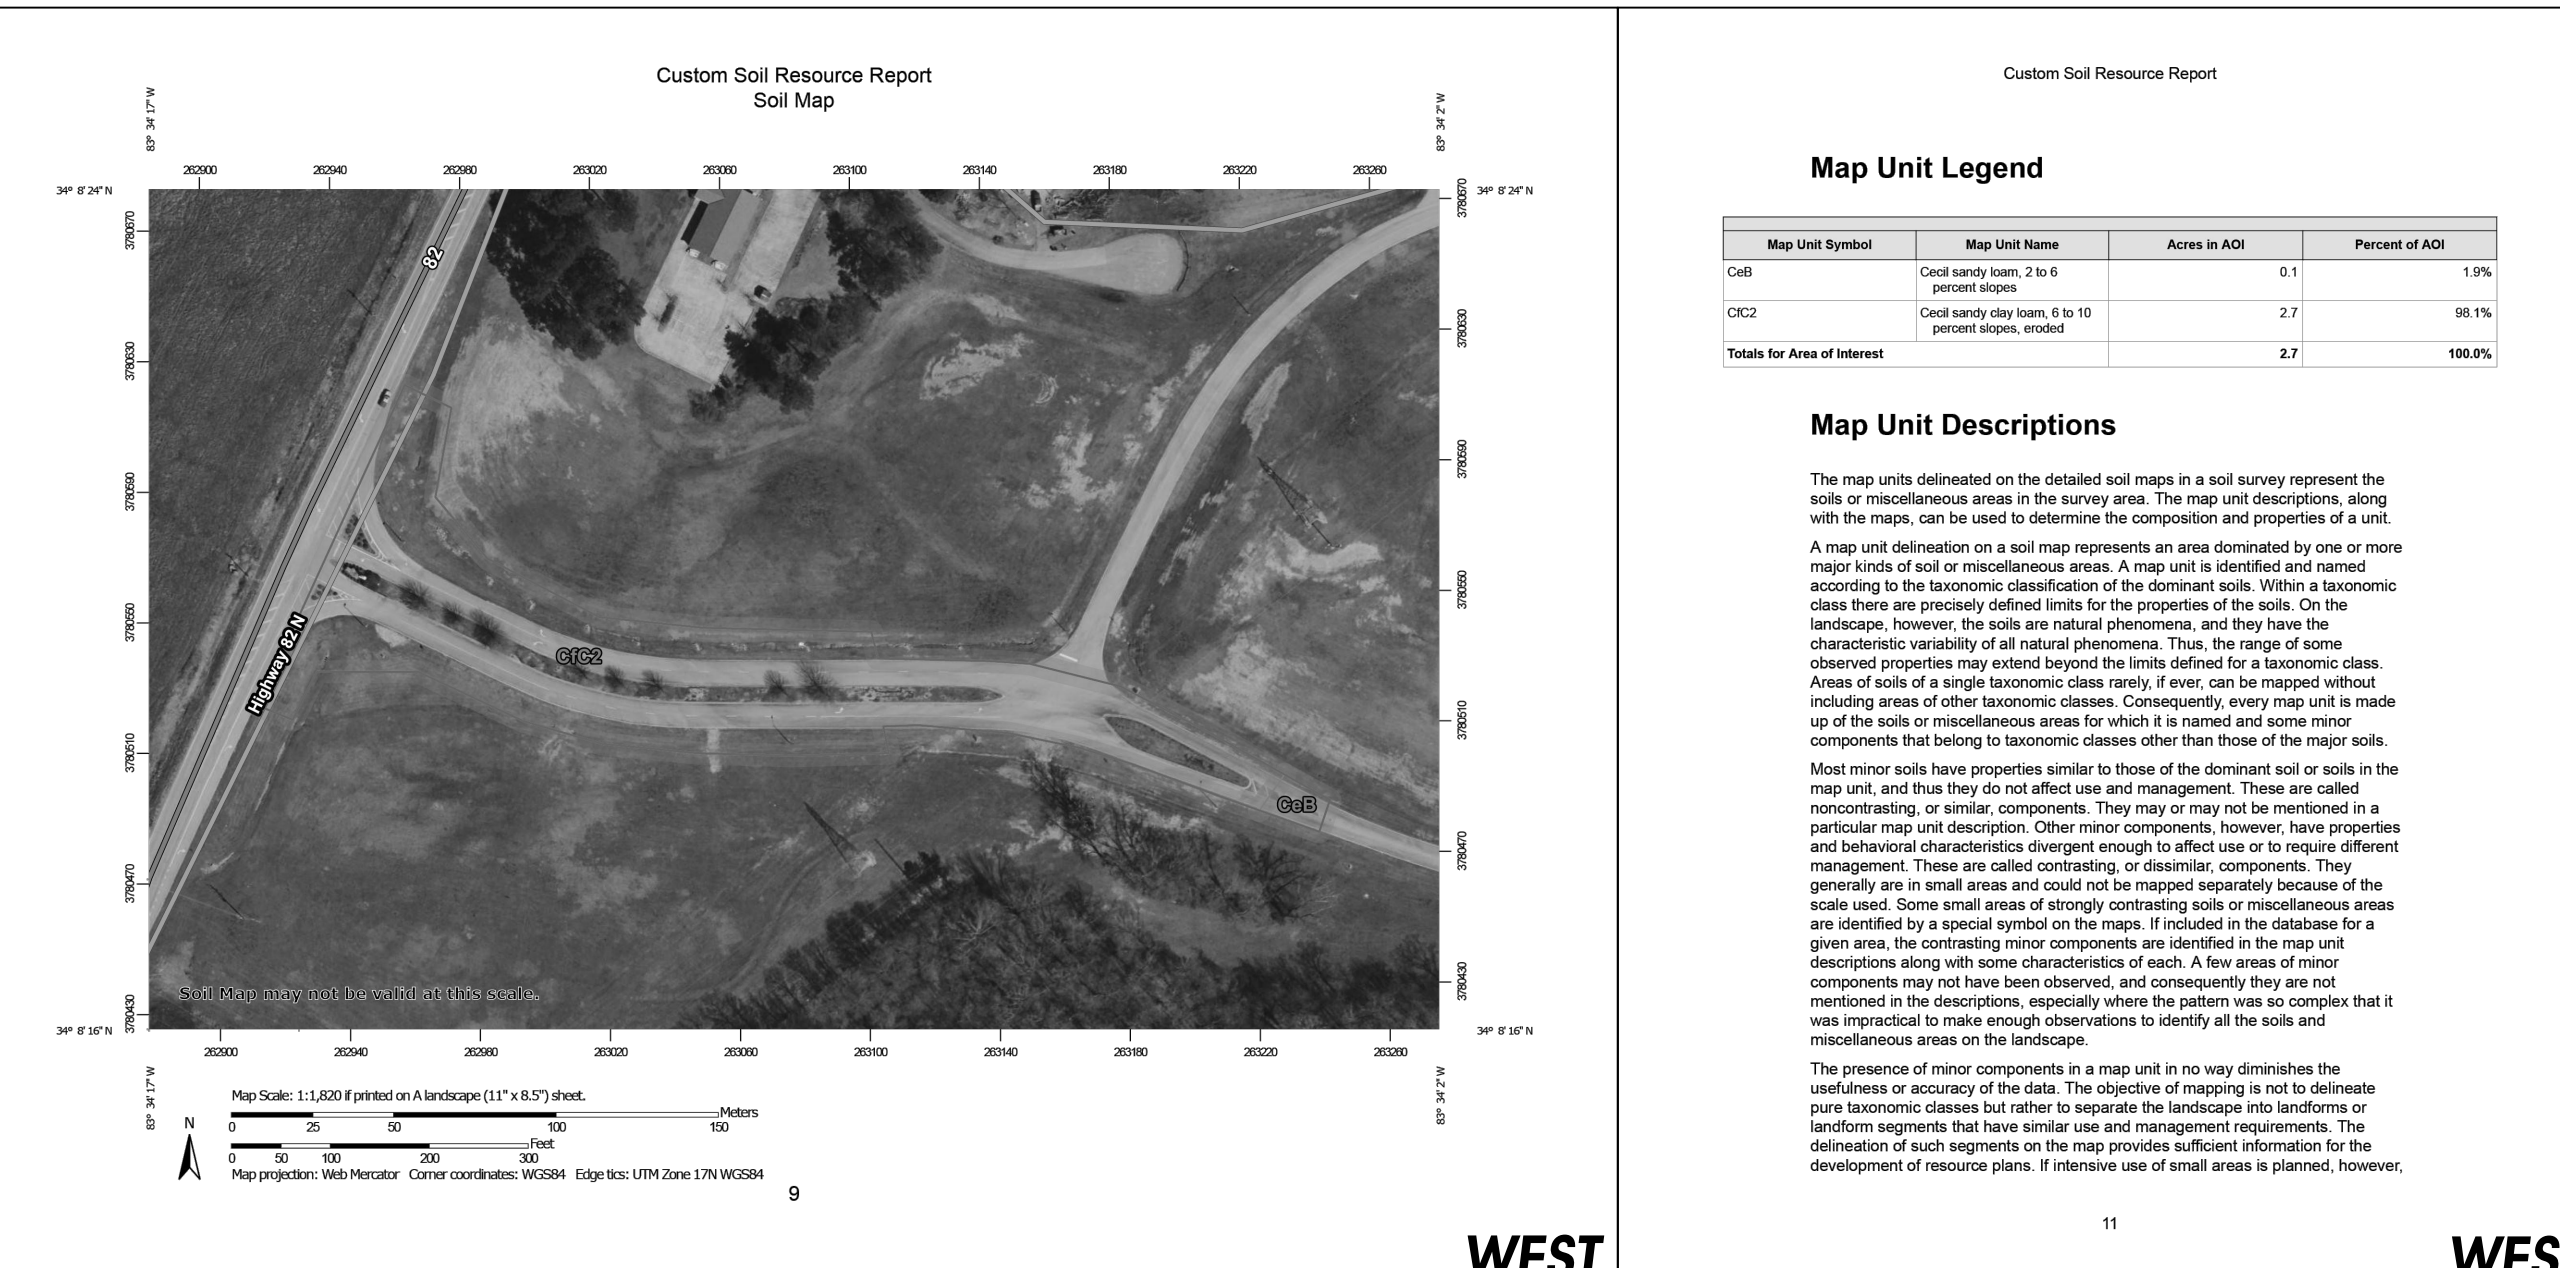 Custom Soil Resource Report
Soil Map
83° 34' 17" W
83° 34' 2" W
262900 262940 262980 263020 263060 263100 263140 263180 263220 263260
34° 8' 24" N
34° 8' 24" N
3780670
3780630
3780590
3780550
3780510
3780470
3780430
3780670
3780630
3780590
3780550
3780510
3780470
3780430
82
Highway 82 N
CfC2
CeB
Soil Map may not be valid at this scale.
34° 8' 16" N
34° 8' 16" N
262900 262940 262980 263020 263060 263100 263140 263180 263220 263260
83° 34' 17" W
83° 34' 2" W
Map Scale: 1:1,820 if printed on A landscape (11" x 8.5") sheet.
N
Meters
0 25 50 100 150
Feet
0 50 100 200 300
Map projection: Web Mercator Corner coordinates: WGS84 Edge tics: UTM Zone 17N WGS84
9
WEST
Custom Soil Resource Report
Map Unit Legend
Map Unit Symbol Map Unit Name Acres in AOI Percent of AOI
CeB Cecil sandy loam, 2 to 6 0.1 1.9%
percent slopes
CfC2 Cecil sandy clay loam, 6 to 10 2.7 98.1%
percent slopes, eroded
Totals for Area of Interest 2.7 100.0%
Map Unit Descriptions
The map units delineated on the detailed soil maps in a soil survey represent the
soils or miscellaneous areas in the survey area. The map unit descriptions, along
with the maps, can be used to determine the composition and properties of a unit.
A map unit delineation on a soil map represents an area dominated by one or more
major kinds of soil or miscellaneous areas. A map unit is identified and named
according to the taxonomic classification of the dominant soils. Within a taxonomic
class there are precisely defined limits for the properties of the soils. On the
landscape, however, the soils are natural phenomena, and they have the
characteristic variability of all natural phenomena. Thus, the range of some
observed properties may extend beyond the limits defined for a taxonomic class.
Areas of soils of a single taxonomic class rarely, if ever, can be mapped without
including areas of other taxonomic classes. Consequently, every map unit is made
up of the soils or miscellaneous areas for which it is named and some minor
components that belong to taxonomic classes other than those of the major soils.
Most minor soils have properties similar to those of the dominant soil or soils in the
map unit, and thus they do not affect use and management. These are called
noncontrasting, or similar, components. They may or may not be mentioned in a
particular map unit description. Other minor components, however, have properties
and behavioral characteristics divergent enough to affect use or to require different
management. These are called contrasting, or dissimilar, components. They
generally are in small areas and could not be mapped separately because of the
scale used. Some small areas of strongly contrasting soils or miscellaneous areas
are identified by a special symbol on the maps. If included in the database for a
given area, the contrasting minor components are identified in the map unit
descriptions along with some characteristics of each. A few areas of minor
components may not have been observed, and consequently they are not
mentioned in the descriptions, especially where the pattern was so complex that it
was impractical to make enough observations to identify all the soils and
miscellaneous areas on the landscape.
The presence of minor components in a map unit in no way diminishes the
usefulness or accuracy of the data. The objective of mapping is not to delineate
pure taxonomic classes but rather to separate the landscape into landforms or
landform segments that have similar use and management requirements. The
delineation of such segments on the map provides sufficient information for the
development of resource plans. If intensive use of small areas is planned, however,
11
WES